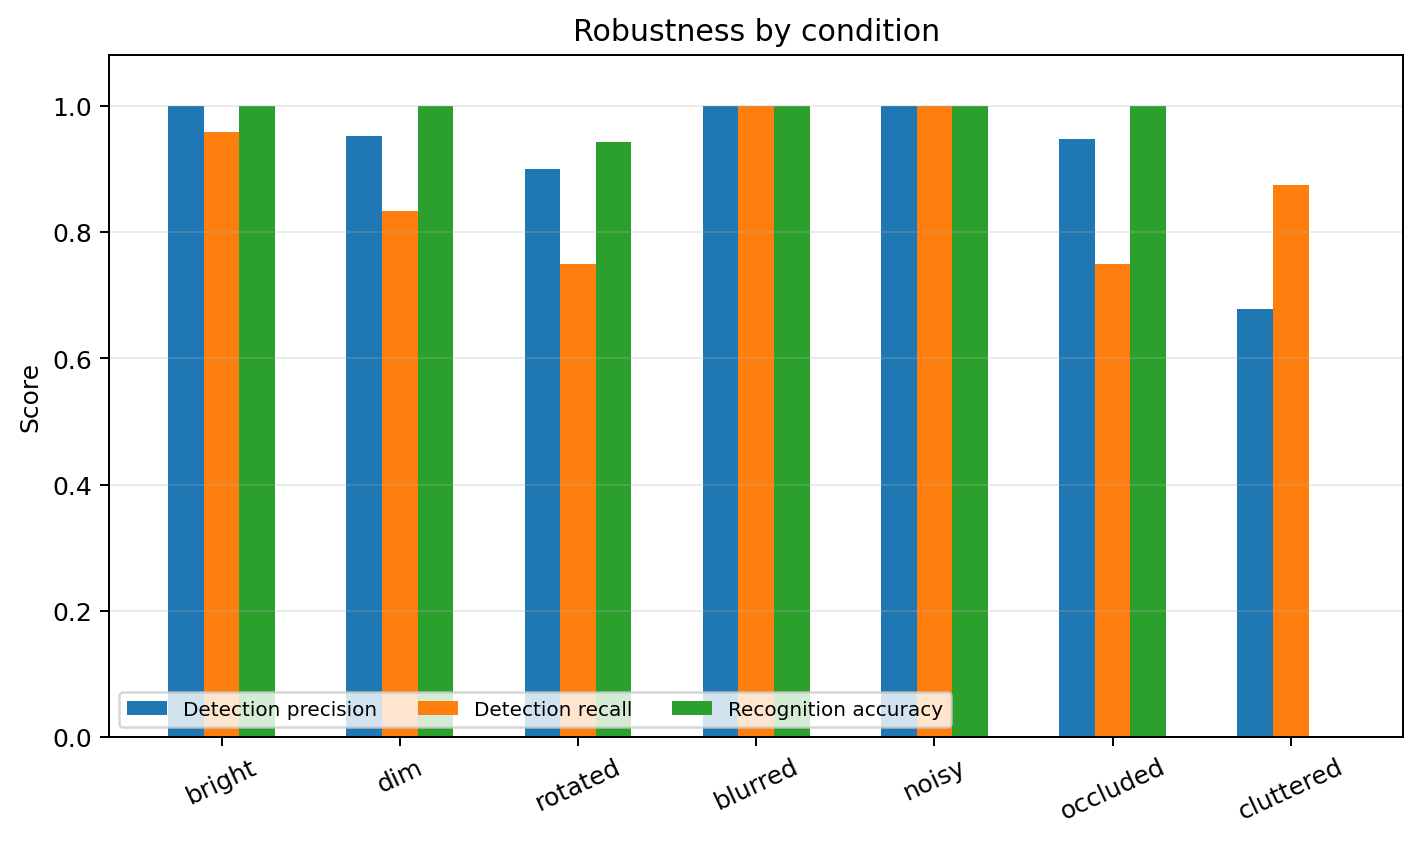 Robustness by condition
Score
1.0
0.8
0.6
0.4
0.2
0.0
Detection precision Detection recall Recognition accuracy
bright dim rotated blurred noisy occluded cluttered